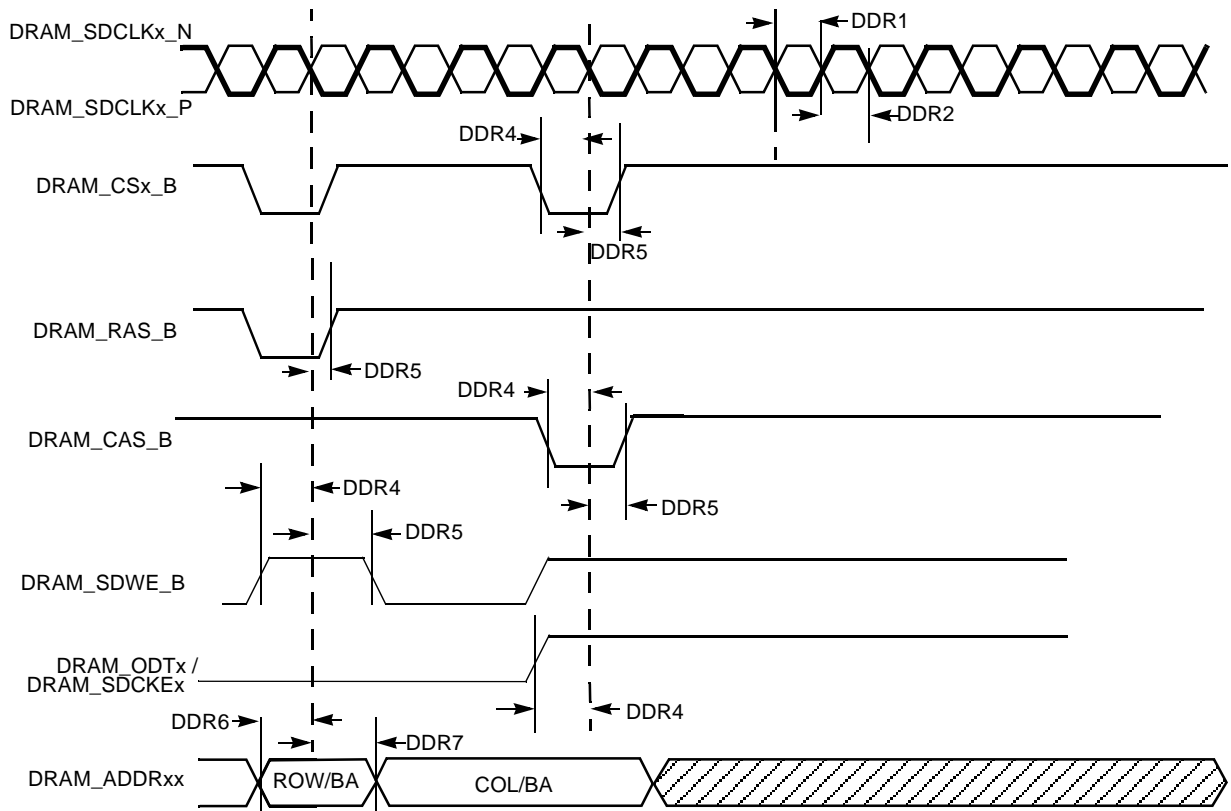 DRAM_SDCLKx_N
DDR1
DRAM_SDCLKx_P
DDR2
DDR4
DRAM_CSx_B
DDR5
DRAM_RAS_B
DDR5
DDR4
DRAM_CAS_B
DDR4
DDR5
DDR5
DRAM_SDWE_B
DRAM_ODTx /
DRAM_SDCKEx
DDR4
DDR6
DDR7
DRAM_ADDRxx
ROW/BA
COL/BA